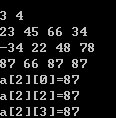 3 4
23 45 66 34
-34 22 48 78
87 66 87 87
a[2][0]=87
a[2][2]=87
a[2][3]=87